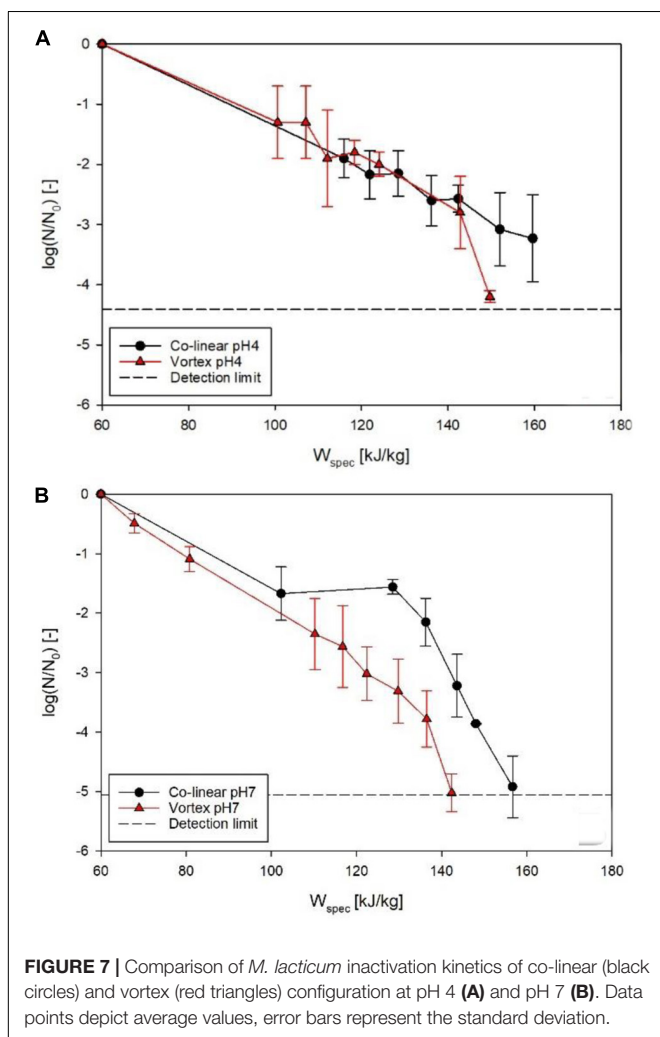 A
0
-1
-2
-3
-4
-5
-6
log(N/N₀) [-]
Co-linear pH4
Vortex pH4
Detection limit
60 80 100 120 140 160 180
W_spec [kJ/kg]
B
0
-1
-2
-3
-4
-5
-6
log(N/N₀) [-]
Co-linear pH7
Vortex pH7
Detection limit
60 80 100 120 140 160 180
W_spec [kJ/kg]
FIGURE 7 | Comparison of M. lacticum inactivation kinetics of co-linear (black
circles) and vortex (red triangles) configuration at pH 4 (A) and pH 7 (B). Data
points depict average values, error bars represent the standard deviation.